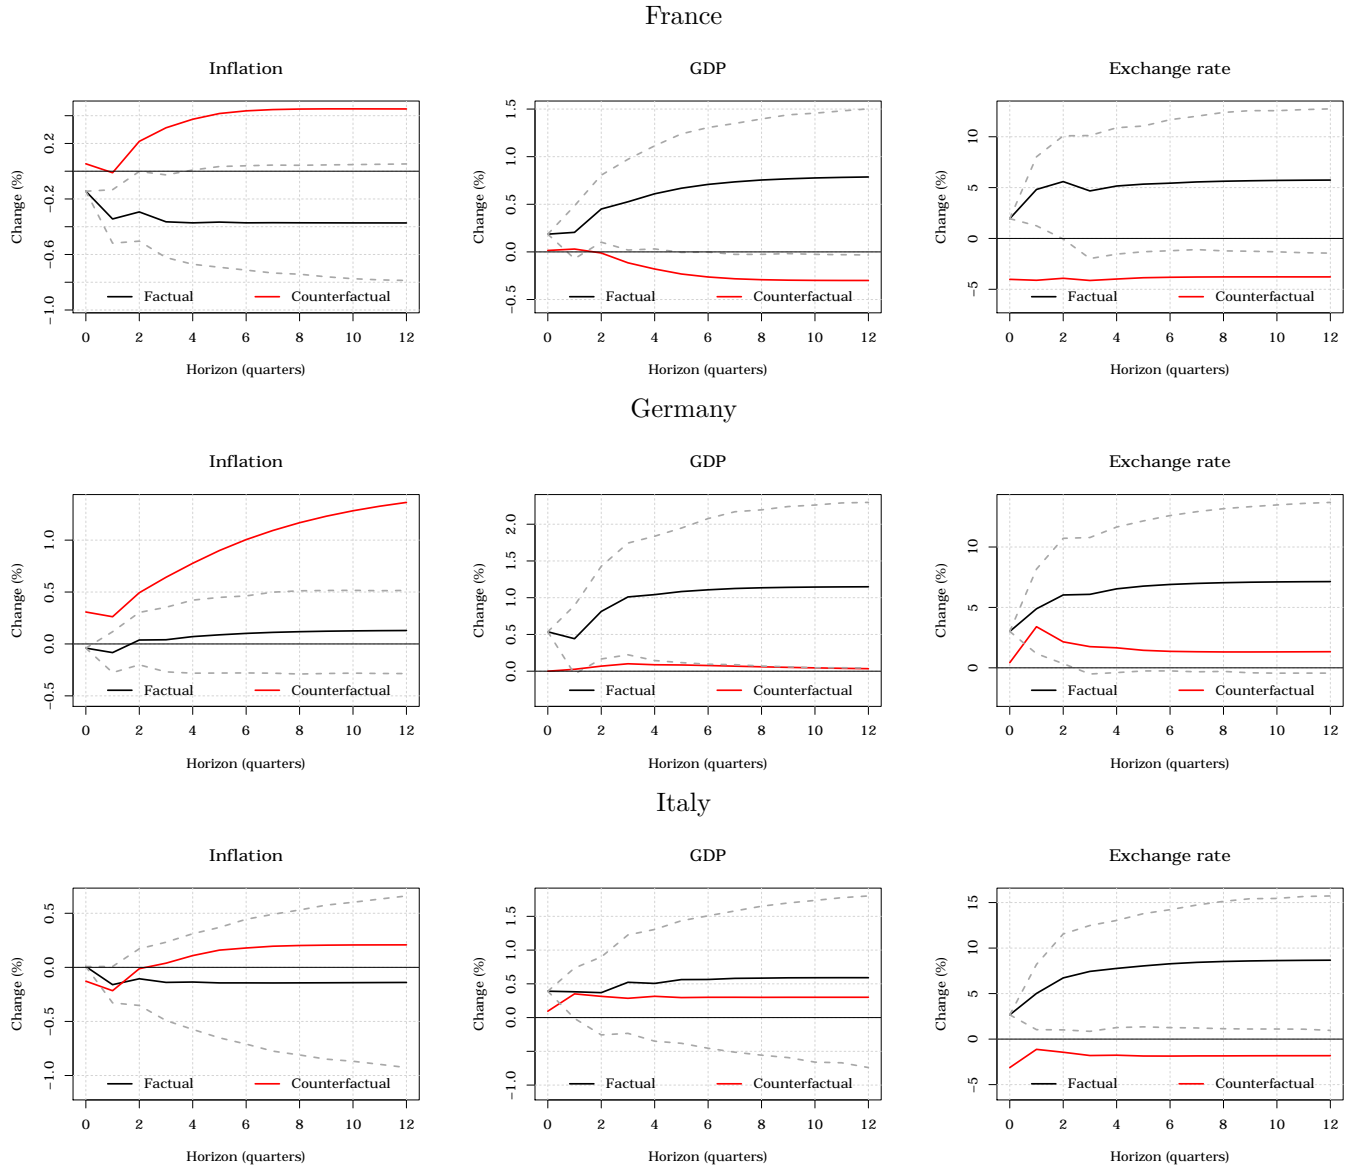 France
Inflation
GDP
Exchange rate
Change (%)
0.2
−0.2
−0.6
−1.0
Factual
Counterfactual
0 2 4 6 8 10 12
Horizon (quarters)
Change (%)
1.5
1.0
0.5
0.0
−0.5
Factual
Counterfactual
0 2 4 6 8 10 12
Horizon (quarters)
Change (%)
10
5
0
−5
Factual
Counterfactual
0 2 4 6 8 10 12
Horizon (quarters)
Germany
Inflation
GDP
Exchange rate
Change (%)
1.0
0.5
0.0
−0.5
Factual
Counterfactual
0 2 4 6 8 10 12
Horizon (quarters)
Change (%)
2.0
1.5
1.0
0.5
0.0
Factual
Counterfactual
0 2 4 6 8 10 12
Horizon (quarters)
Change (%)
10
5
0
Factual
Counterfactual
0 2 4 6 8 10 12
Horizon (quarters)
Italy
Inflation
GDP
Exchange rate
Change (%)
0.5
0.0
−0.5
−1.0
Factual
Counterfactual
0 2 4 6 8 10 12
Horizon (quarters)
Change (%)
1.5
1.0
0.5
0.0
−1.0
Factual
Counterfactual
0 2 4 6 8 10 12
Horizon (quarters)
Change (%)
15
10
5
0
−5
Factual
Counterfactual
0 2 4 6 8 10 12
Horizon (quarters)